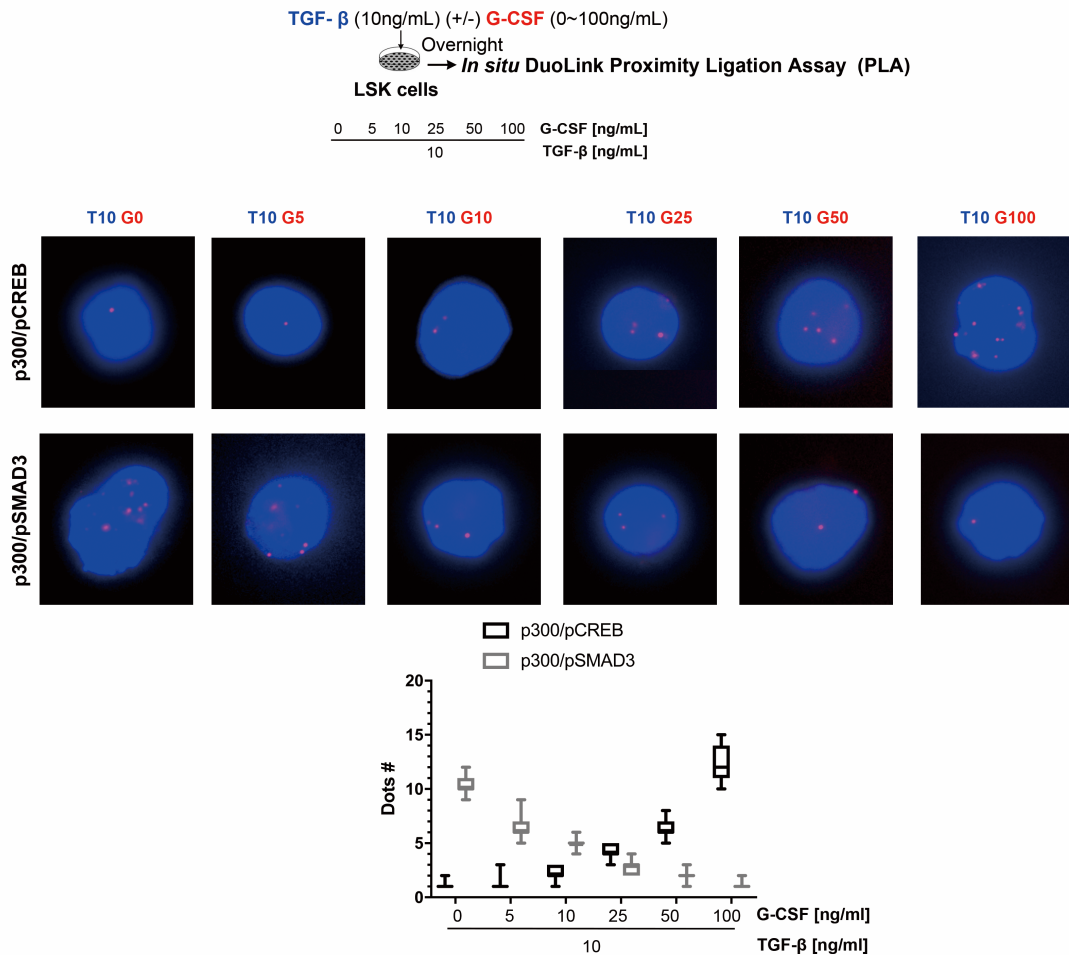 TGF- β (10ng/mL) (+/-) G-CSF (0~100ng/mL)
Overnight
In situ DuoLink Proximity Ligation Assay (PLA)
LSK cells
0 5 10 25 50 100 G-CSF [ng/mL]
10 TGF-β [ng/mL]
T10 G0 T10 G5 T10 G10 T10 G25 T10 G50 T10 G100
p300/pCREB
p300/pSMAD3
p300/pCREB
p300/pSMAD3
Dots #
20
15
10
5
0
0 5 10 25 50 100 G-CSF [ng/ml]
10 TGF-β [ng/ml]